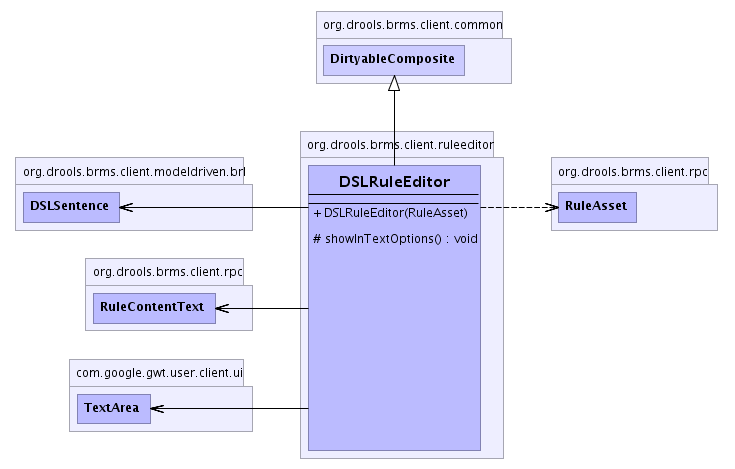 org.drools.brms.client.common
DirtyableComposite
org.drools.brms.client.ruleeditor
DSLRuleEditor
+ DSLRuleEditor(RuleAsset)
# showInTextOptions() : void
org.drools.brms.client.modeldriven.brl
DSLSentence
org.drools.brms.client.rpc
RuleAsset
org.drools.brms.client.rpc
RuleContentText
com.google.gwt.user.client.ui
TextArea